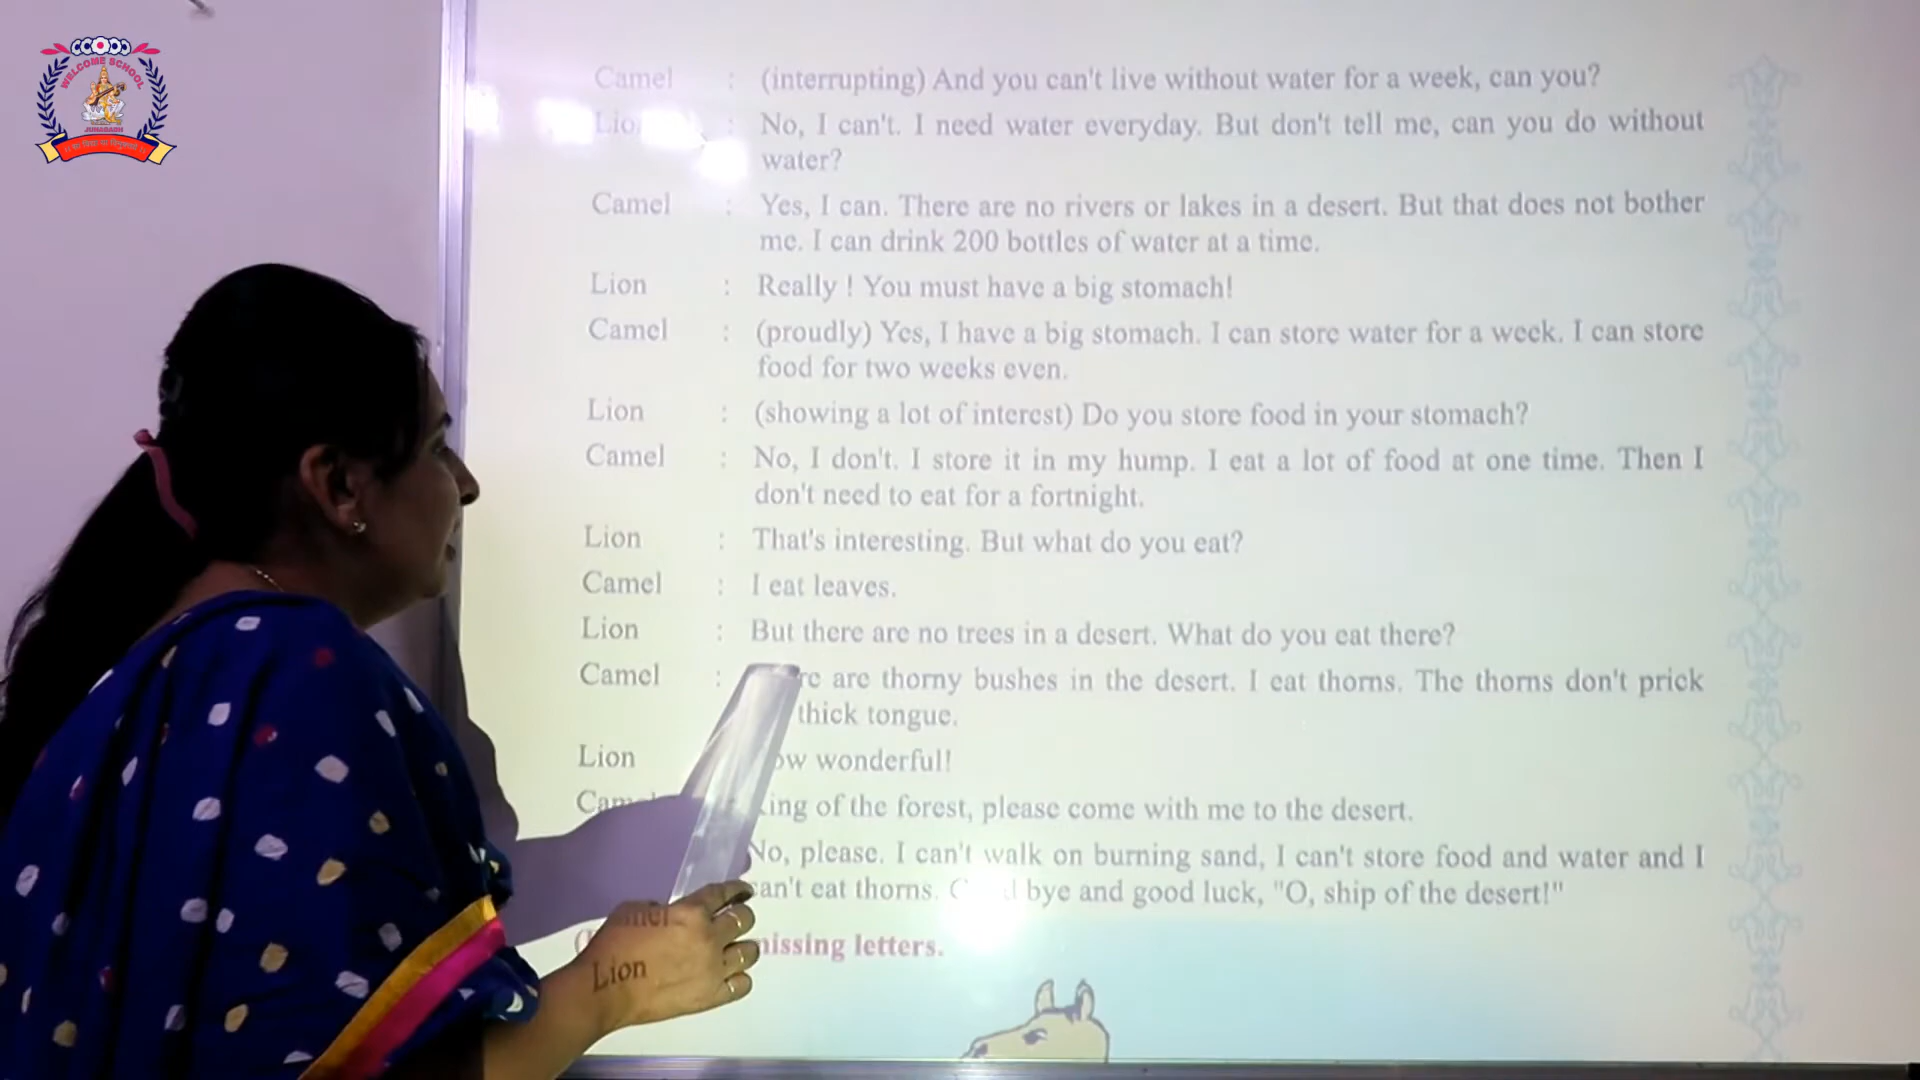 WELCOME SCHOOL
JUNAGADH
Camel : (interrupting) And you can't live without water for a week, can you?
Lio : No, I can't. I need water everyday. But don't tell me, can you do without
water?
Camel : Yes, I can. There are no rivers or lakes in a desert. But that does not bother
me. I can drink 200 bottles of water at a time.
Lion : Really ! You must have a big stomach!
Camel : (proudly) Yes, I have a big stomach. I can store water for a week. I can store
food for two weeks even.
Lion : (showing a lot of interest) Do you store food in your stomach?
Camel : No, I don't. I store it in my hump. I eat a lot of food at one time. Then I
don't need to eat for a fortnight.
Lion : That's interesting. But what do you eat?
Camel : I eat leaves.
Lion : But there are no trees in a desert. What do you eat there?
Camel : re are thorny bushes in the desert. I eat thorns. The thorns don't prick
thick tongue.
Lion ow wonderful!
Cam ing of the forest, please come with me to the desert.
No, please. I can't walk on burning sand, I can't store food and water and I
can't eat thorns. G d bye and good luck, "O, ship of the desert!"
mel
missing letters.
Lion